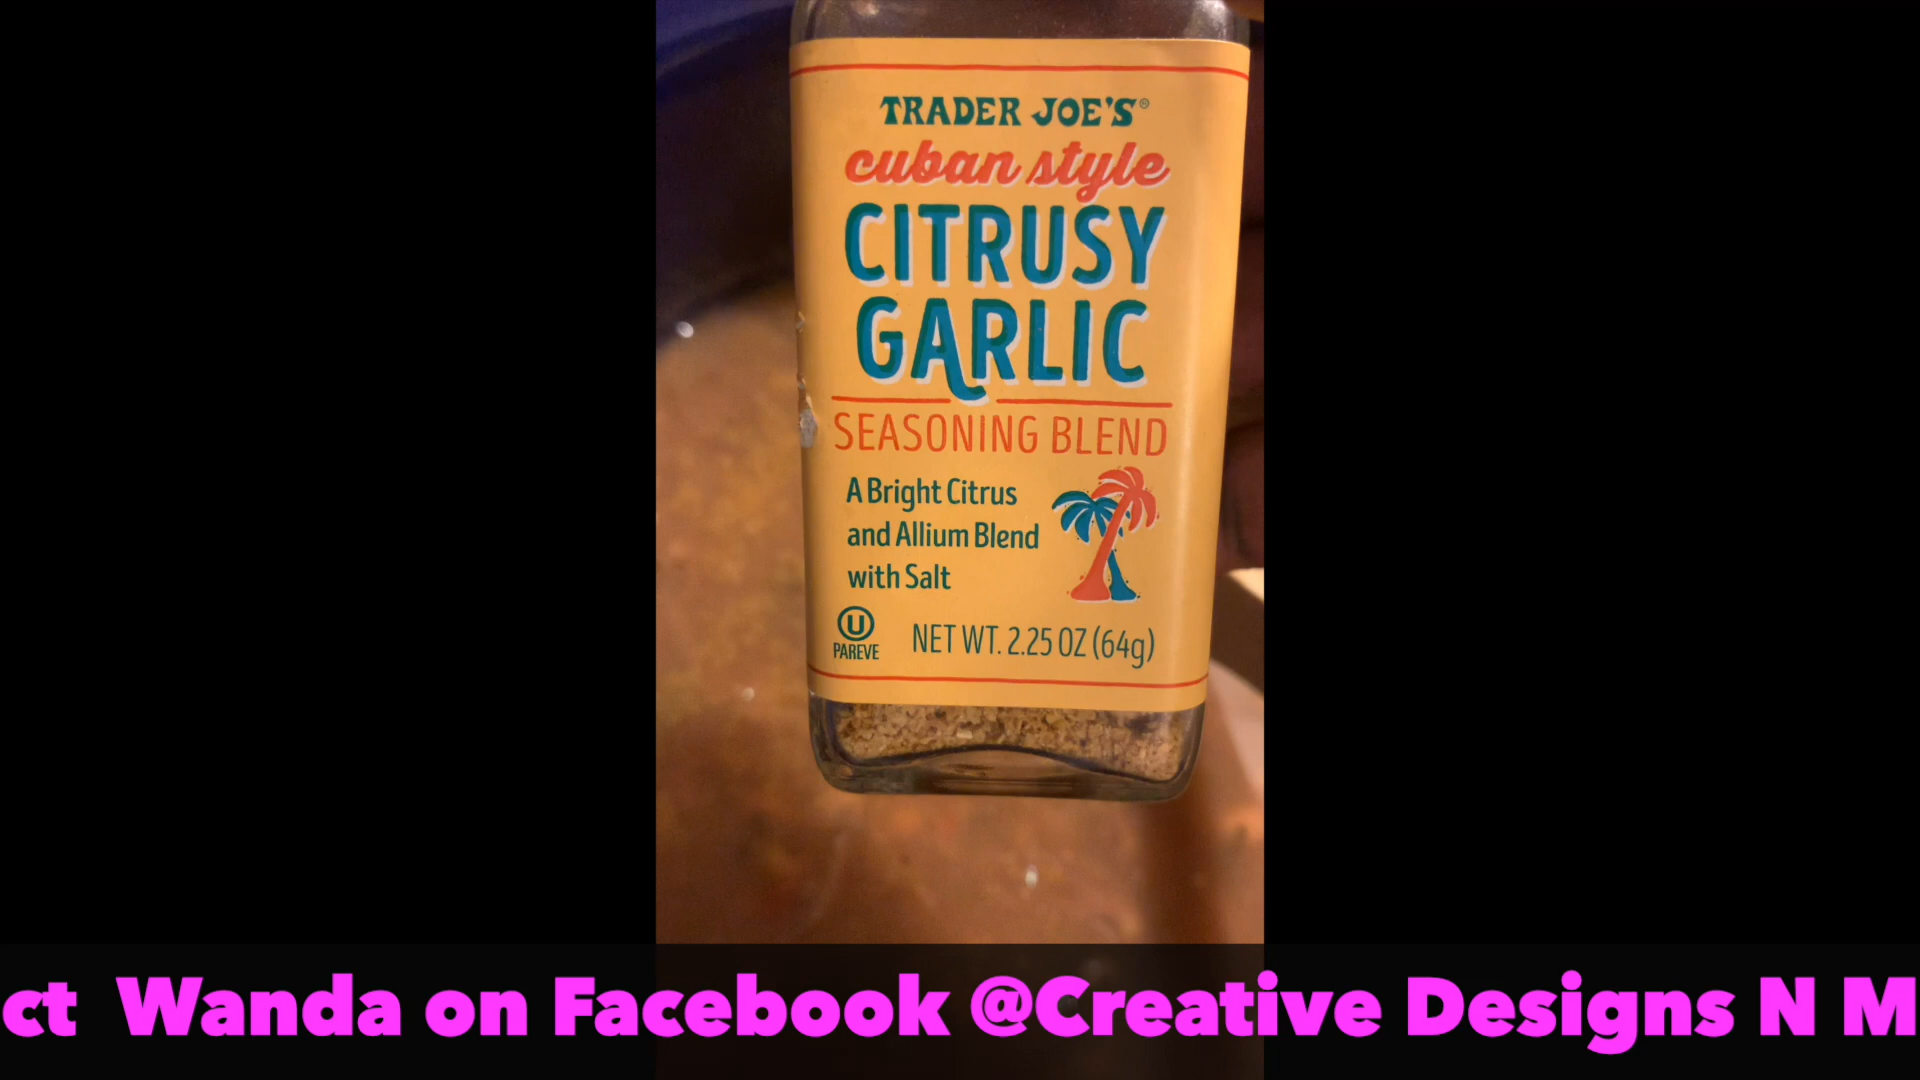 TRADER JOE'S®
cuban style
CITRUSY
GARLIC
SEASONING BLEND
A Bright Citrus
and Allium Blend
with Salt
U
PAREVE
NET WT. 2.25 OZ (64g)
ct Wanda on Facebook @Creative Designs N M